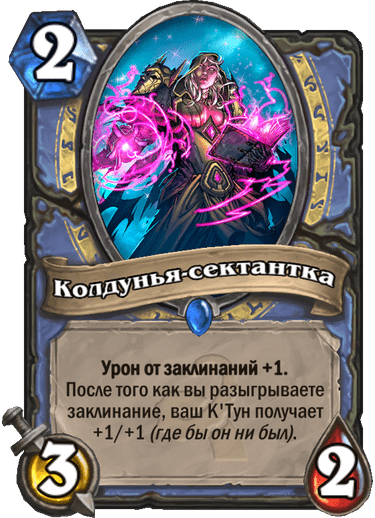 2
Колдунья-сектантка
Урон от заклинаний +1.
После того как вы разыгрываете
заклинание, ваш К'Тун получает
+1/+1 (где бы он ни был).
3
2